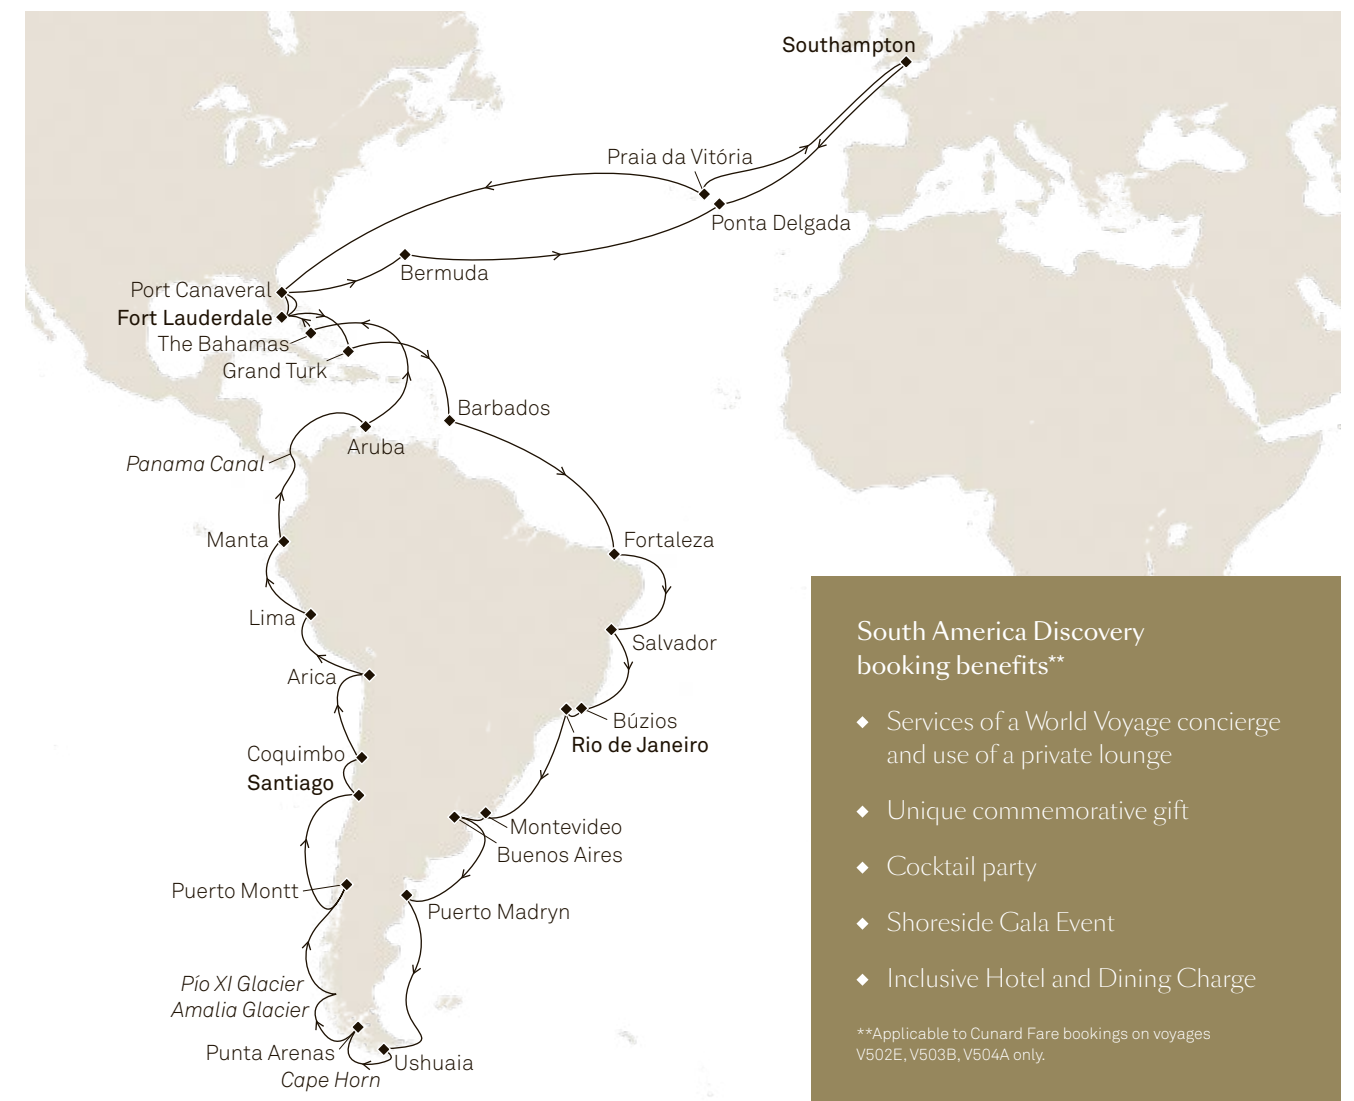 Southampton
Praia da Vitória
Ponta Delgada
Bermuda
Port Canaveral
Fort Lauderdale
The Bahamas
Grand Turk
Barbados
Aruba
Panama Canal
Manta
Fortaleza
Lima
Salvador
Arica
Búzios
Rio de Janeiro
Coquimbo
Santiago
Montevideo
Buenos Aires
Puerto Montt
Puerto Madryn
Pío XI Glacier
Amalia Glacier
Punta Arenas
Ushuaia
Cape Horn
South America Discovery
booking benefits**
Services of a World Voyage concierge
and use of a private lounge
Unique commemorative gift
Cocktail party
Shoreside Gala Event
Inclusive Hotel and Dining Charge
**Applicable to Cunard Fare bookings on voyages
V502E, V503B, V504A only.